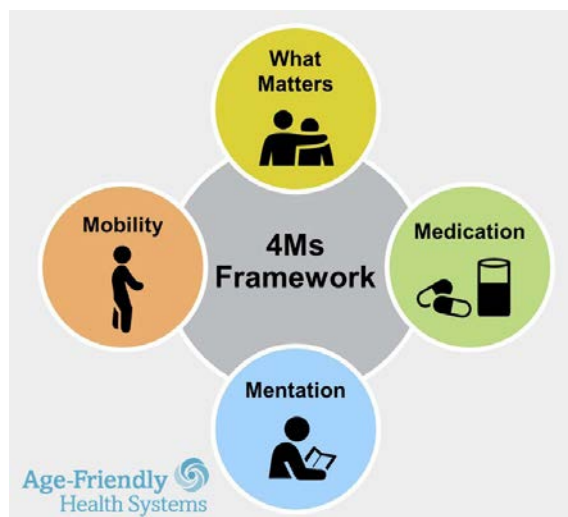 What
Matters
Mobility
4Ms
Framework
Medication
Mentation
Age-Friendly
Health Systems